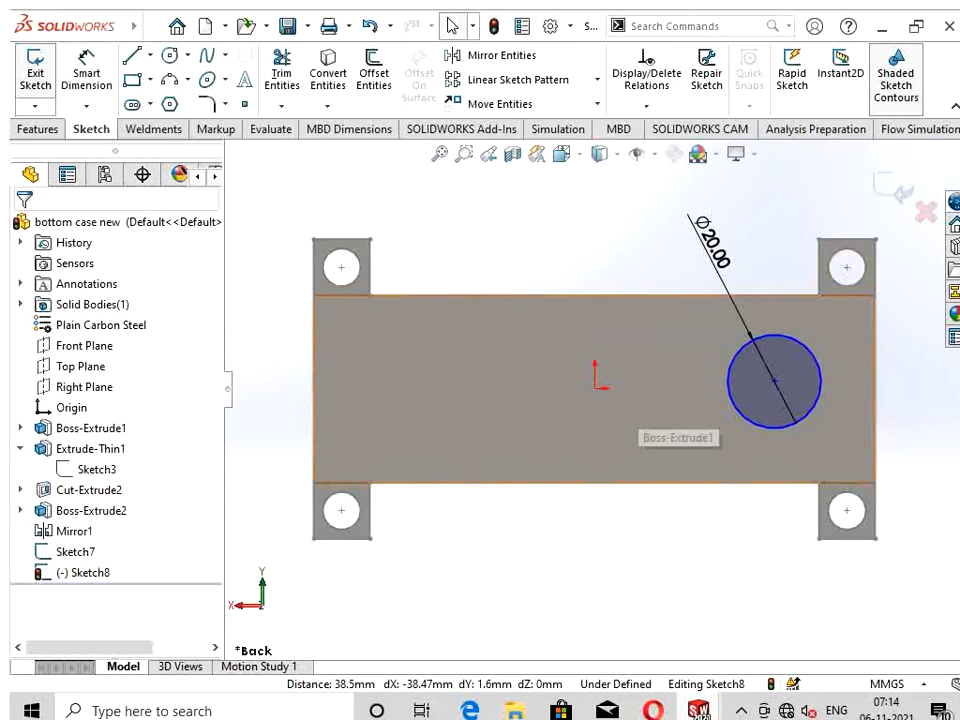 SOLIDWORKS
S...
Search Commands
Exit Sketch
Smart Dimension
Trim Entities
Convert Entities
Offset Entities
Offset On Surface
Mirror Entities
Linear Sketch Pattern
Move Entities
Display/Delete Relations
Repair Sketch
Quick Snaps
Rapid Sketch
Instant2D
Shaded Sketch Contours
Features
Sketch
Weldments
Markup
Evaluate
MBD Dimensions
SOLIDWORKS Add-Ins
Simulation
MBD
SOLIDWORKS CAM
Analysis Preparation
Flow Simulation
bottom case new (Default<<Default>
History
Sensors
Annotations
Solid Bodies(1)
Plain Carbon Steel
Front Plane
Top Plane
Right Plane
Origin
Boss-Extrude1
Extrude-Thin1
Sketch3
Cut-Extrude2
Boss-Extrude2
Mirror1
Sketch7
(-) Sketch8
Ø20.00
Boss-Extrude1
Y
X
*Back
Model
3D Views
Motion Study 1
Distance: 38.5mm dX: -38.47mm dY: 1.6mm dZ: 0mm
Under Defined
Editing Sketch8
MMGS
Type here to search
ENG
07:14
06-11-2021